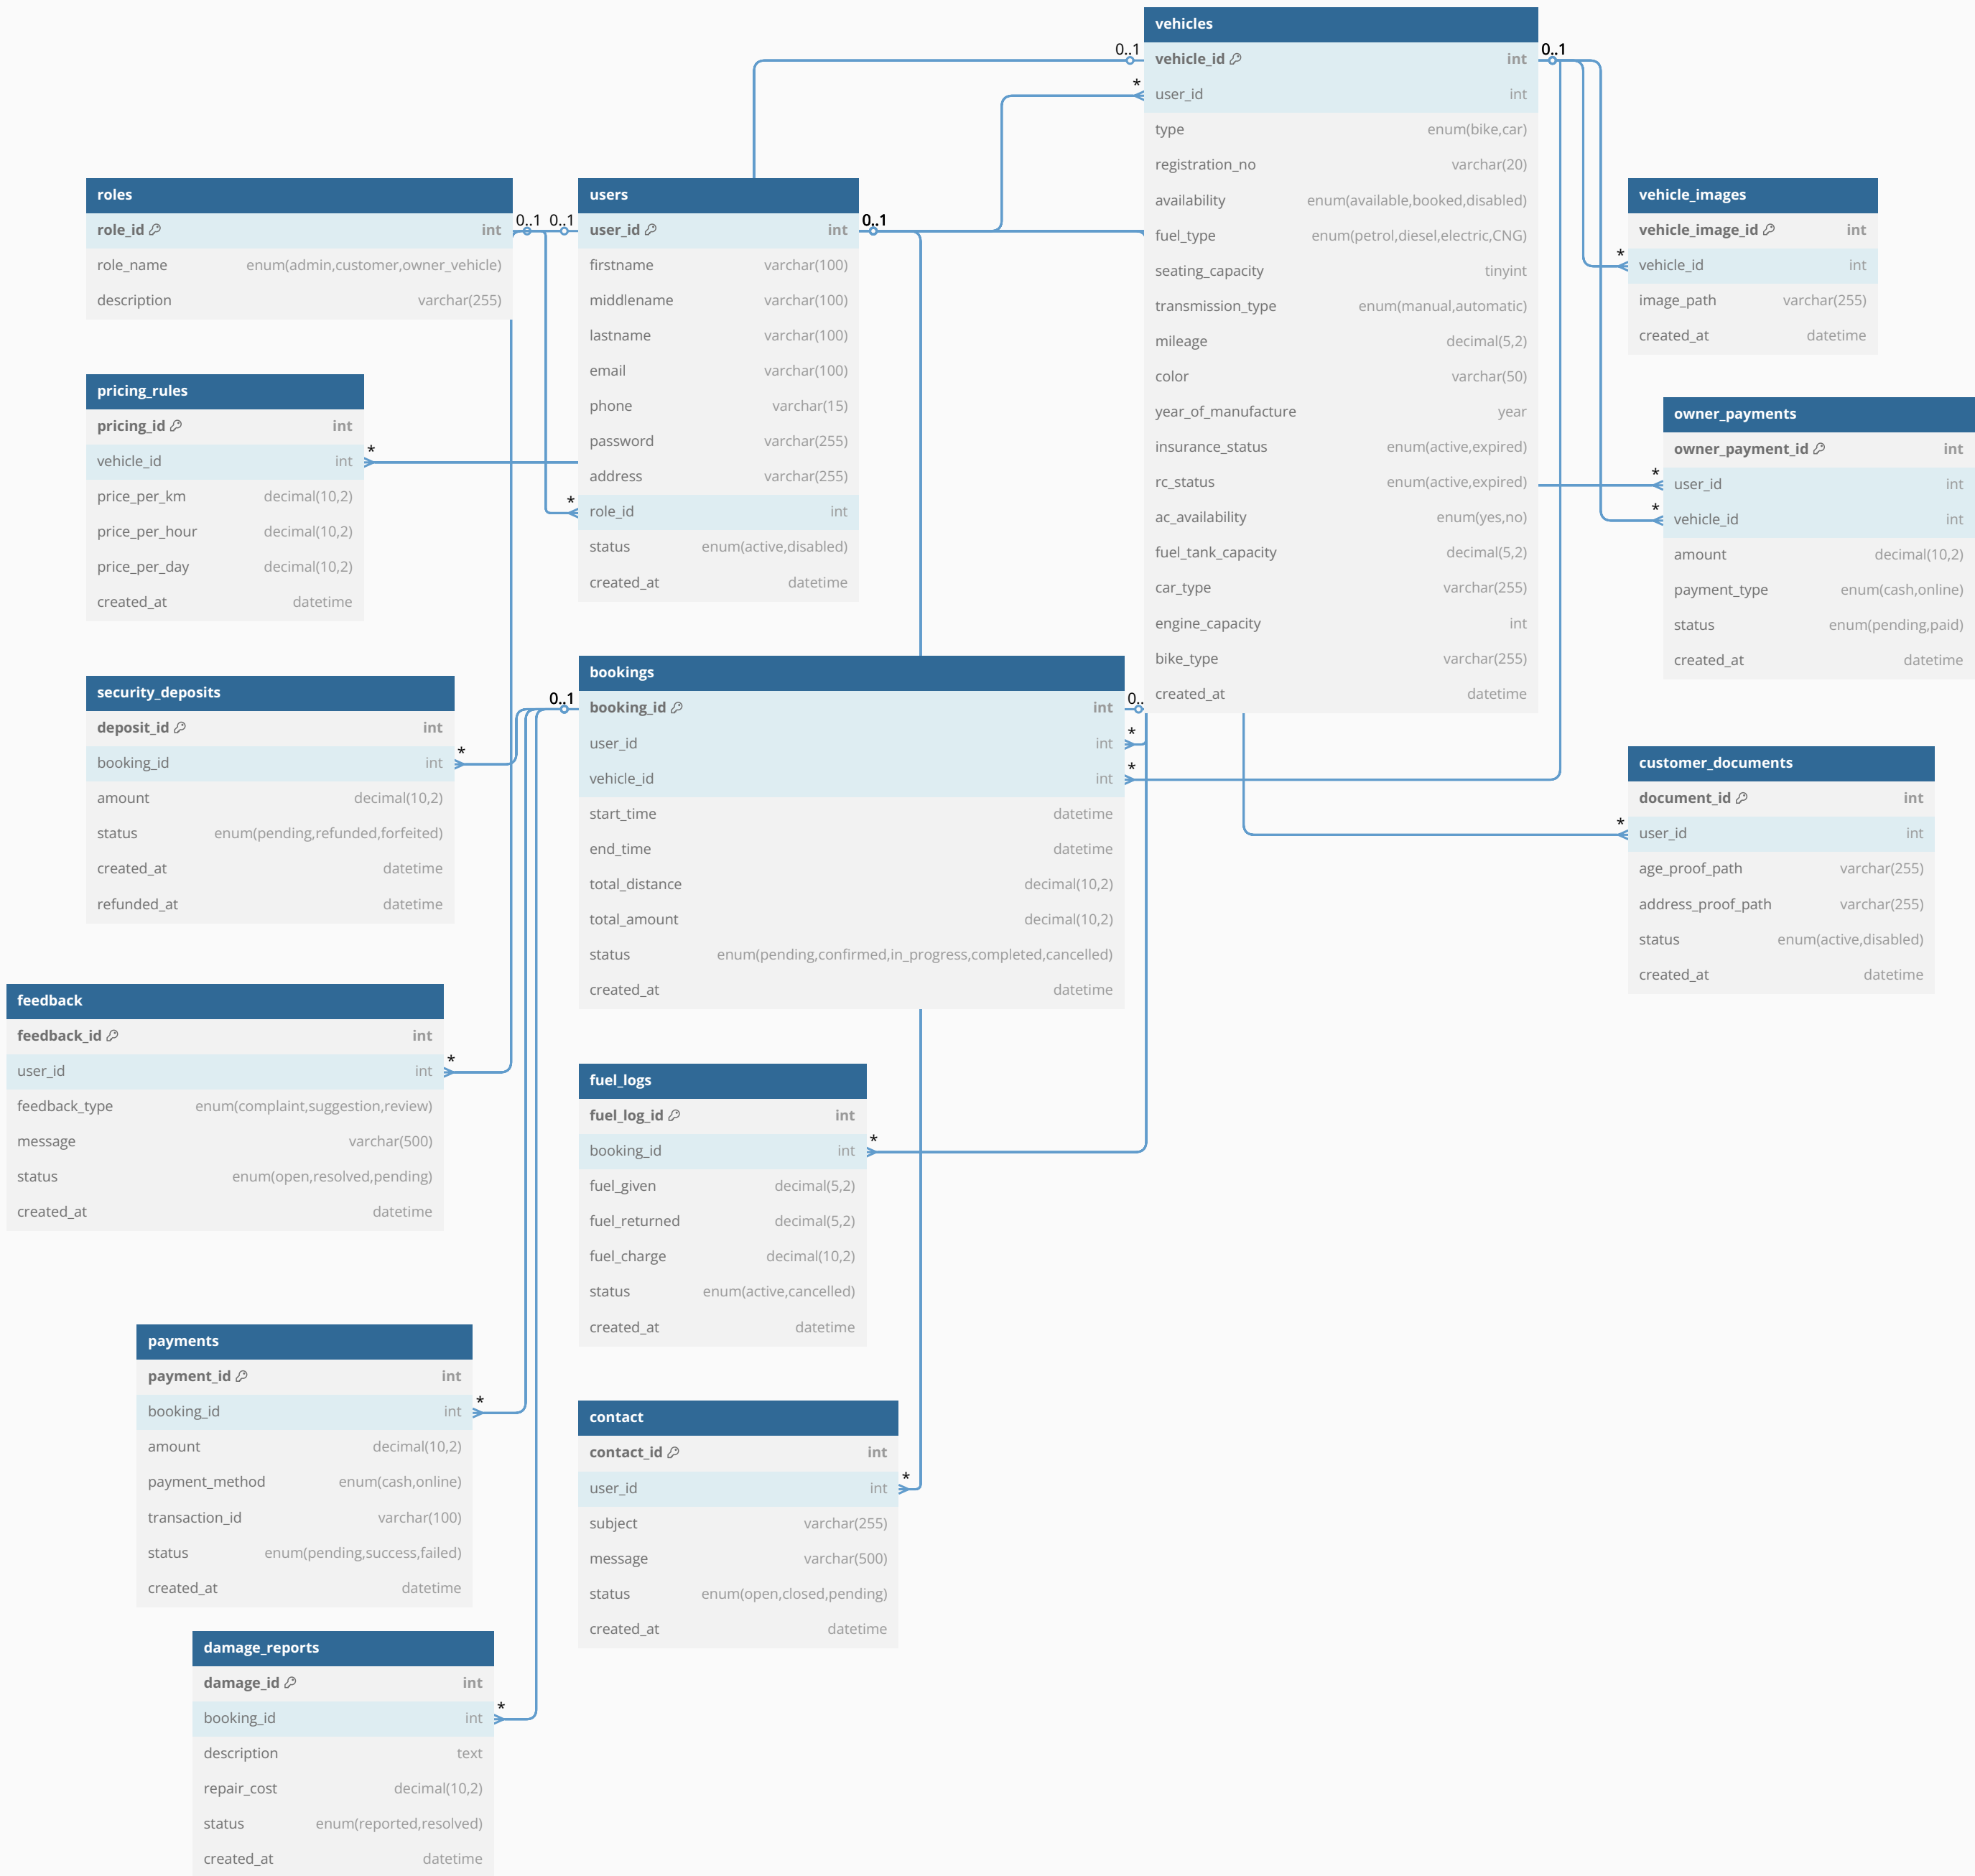 vehicles
0..1
vehicle_id int
0..1
*
user_id int
type enum(bike,car)
registration_no varchar(20)
availability enum(available,booked,disabled)
fuel_type enum(petrol,diesel,electric,CNG)
seating_capacity tinyint
transmission_type enum(manual,automatic)
mileage decimal(5,2)
color varchar(50)
year_of_manufacture year
insurance_status enum(active,expired)
rc_status enum(active,expired)
ac_availability enum(yes,no)
fuel_tank_capacity decimal(5,2)
car_type varchar(255)
engine_capacity int
bike_type varchar(255)
created_at datetime
roles
role_id int
0..1
role_name enum(admin,customer,owner_vehicle)
description varchar(255)
users
0..1
user_id int
0..1
firstname varchar(100)
middlename varchar(100)
lastname varchar(100)
email varchar(100)
phone varchar(15)
password varchar(255)
address varchar(255)
*
role_id int
status enum(active,disabled)
created_at datetime
vehicle_images
vehicle_image_id int
*
vehicle_id int
image_path varchar(255)
created_at datetime
pricing_rules
pricing_id int
*
vehicle_id int
price_per_km decimal(10,2)
price_per_hour decimal(10,2)
price_per_day decimal(10,2)
created_at datetime
owner_payments
owner_payment_id int
*
user_id int
*
vehicle_id int
amount decimal(10,2)
payment_type enum(cash,online)
status enum(pending,paid)
created_at datetime
security_deposits
deposit_id int
*
booking_id int
amount decimal(10,2)
status enum(pending,refunded,forfeited)
created_at datetime
refunded_at datetime
bookings
0..1
booking_id int
0..
*
user_id int
*
vehicle_id int
start_time datetime
end_time datetime
total_distance decimal(10,2)
total_amount decimal(10,2)
status enum(pending,confirmed,in_progress,completed,cancelled)
created_at datetime
customer_documents
document_id int
*
user_id int
age_proof_path varchar(255)
address_proof_path varchar(255)
status enum(active,disabled)
created_at datetime
feedback
feedback_id int
*
user_id int
feedback_type enum(complaint,suggestion,review)
message varchar(500)
status enum(open,resolved,pending)
created_at datetime
fuel_logs
fuel_log_id int
*
booking_id int
fuel_given decimal(5,2)
fuel_returned decimal(5,2)
fuel_charge decimal(10,2)
status enum(active,cancelled)
created_at datetime
payments
payment_id int
*
booking_id int
amount decimal(10,2)
payment_method enum(cash,online)
transaction_id varchar(100)
status enum(pending,success,failed)
created_at datetime
contact
contact_id int
*
user_id int
subject varchar(255)
message varchar(500)
status enum(open,closed,pending)
created_at datetime
damage_reports
damage_id int
*
booking_id int
description text
repair_cost decimal(10,2)
status enum(reported,resolved)
created_at datetime